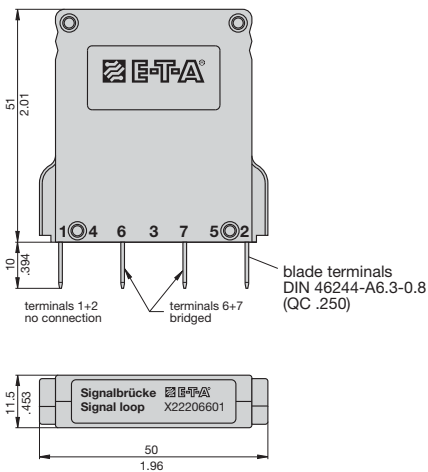 E-T-A®
51
2.01
1 4 6 3 7 5 2
10
.394
terminals 1+2
no connection
terminals 6+7
bridged
blade terminals
DIN 46244-A6.3-0.8
(QC .250)
11.5
.453
Signalbrücke E-T-A®
Signal loop X22206601
50
1.96